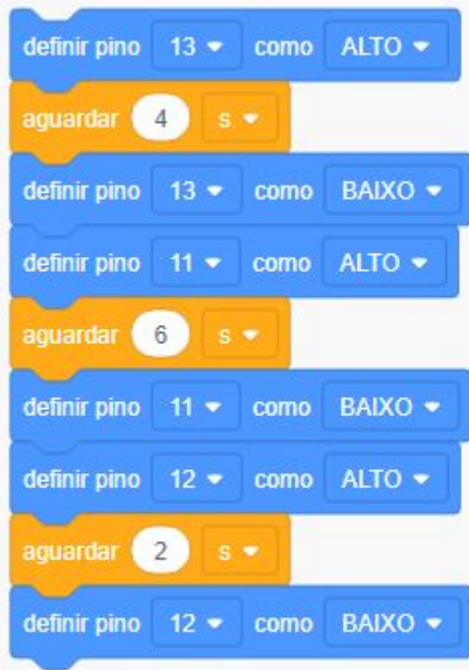 definir pino 13 como ALTO
aguardar 4 s
definir pino 13 como BAIXO
definir pino 11 como ALTO
aguardar 6 s
definir pino 11 como BAIXO
definir pino 12 como ALTO
aguardar 2 s
definir pino 12 como BAIXO